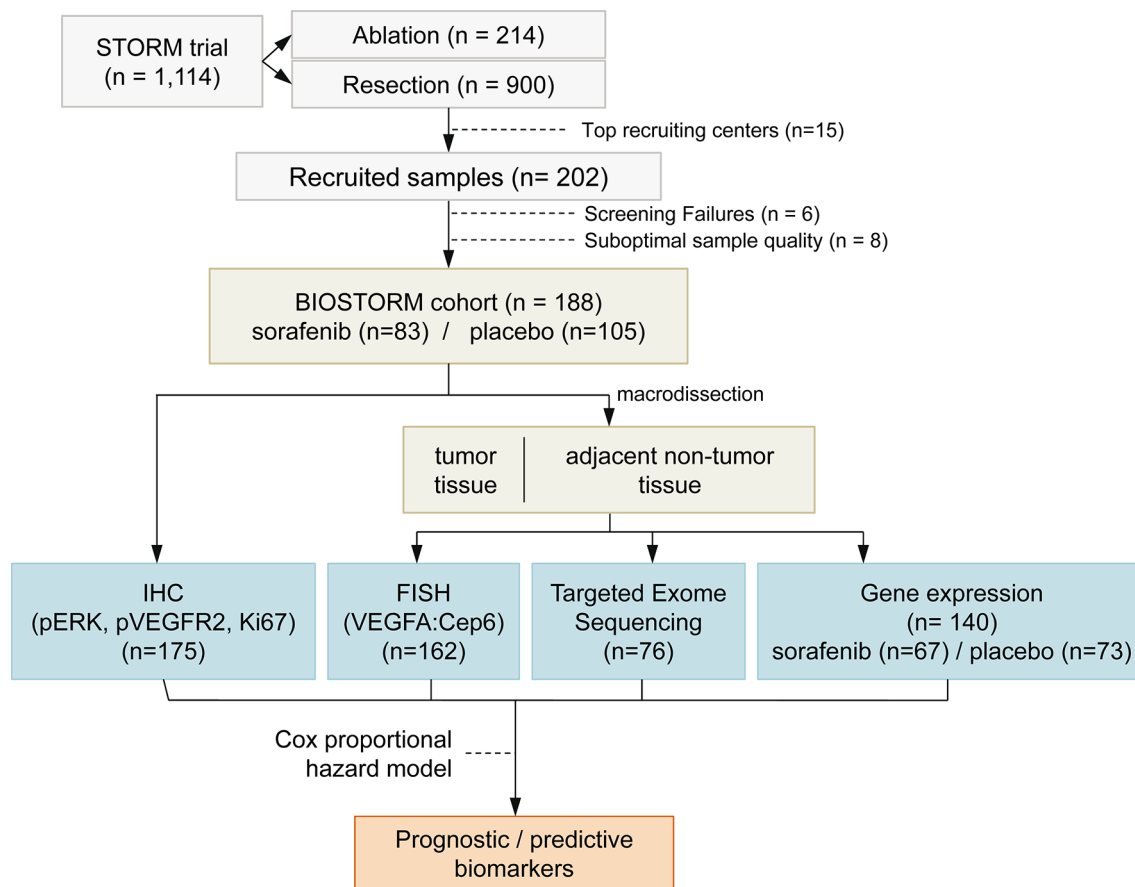 STORM trial
(n = 1,114)
Ablation (n = 214)
Resection (n = 900)
Top recruiting centers (n=15)
Recruited samples (n= 202)
Screening Failures (n = 6)
Suboptimal sample quality (n = 8)
BIOSTORM cohort (n = 188)
sorafenib (n=83) / placebo (n=105)
macrodissection
tumor
tissue
adjacent non-tumor
tissue
IHC
(pERK, pVEGFR2, Ki67)
(n=175)
FISH
(VEGFA:Cep6)
(n=162)
Targeted Exome
Sequencing
(n=76)
Gene expression
(n= 140)
sorafenib (n=67) / placebo (n=73)
Cox proportional
hazard model
Prognostic / predictive
biomarkers